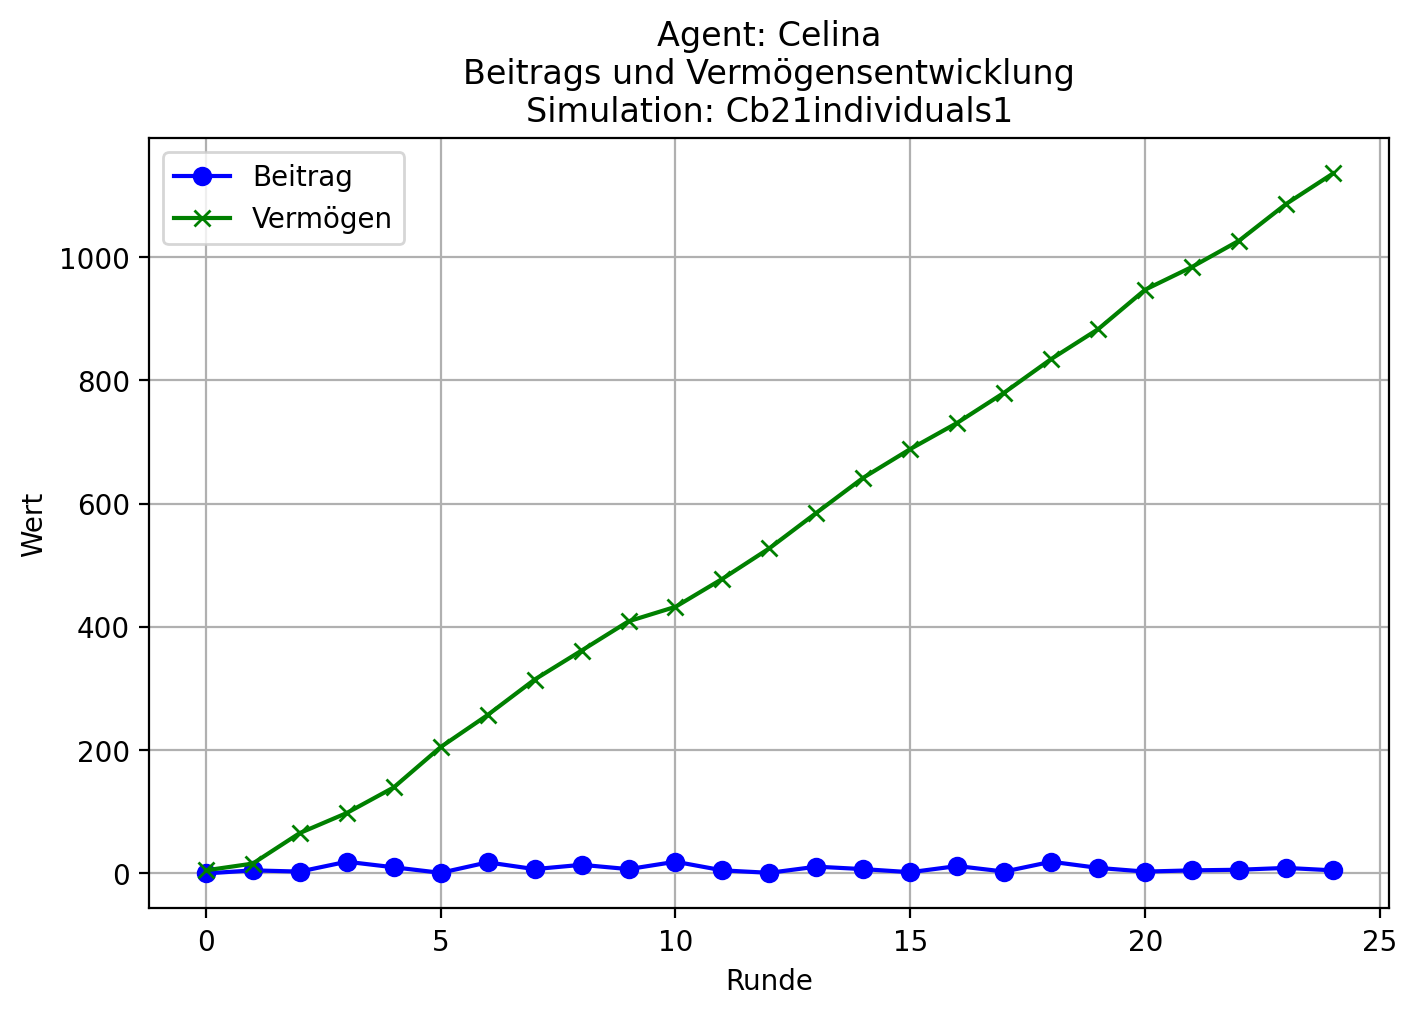 Agent: Celina
Beitrags und Vermögensentwicklung
Simulation: Cb21individuals1
Beitrag
Vermögen
1000
800
600
400
200
0
Wert
0 5 10 15 20 25
Runde